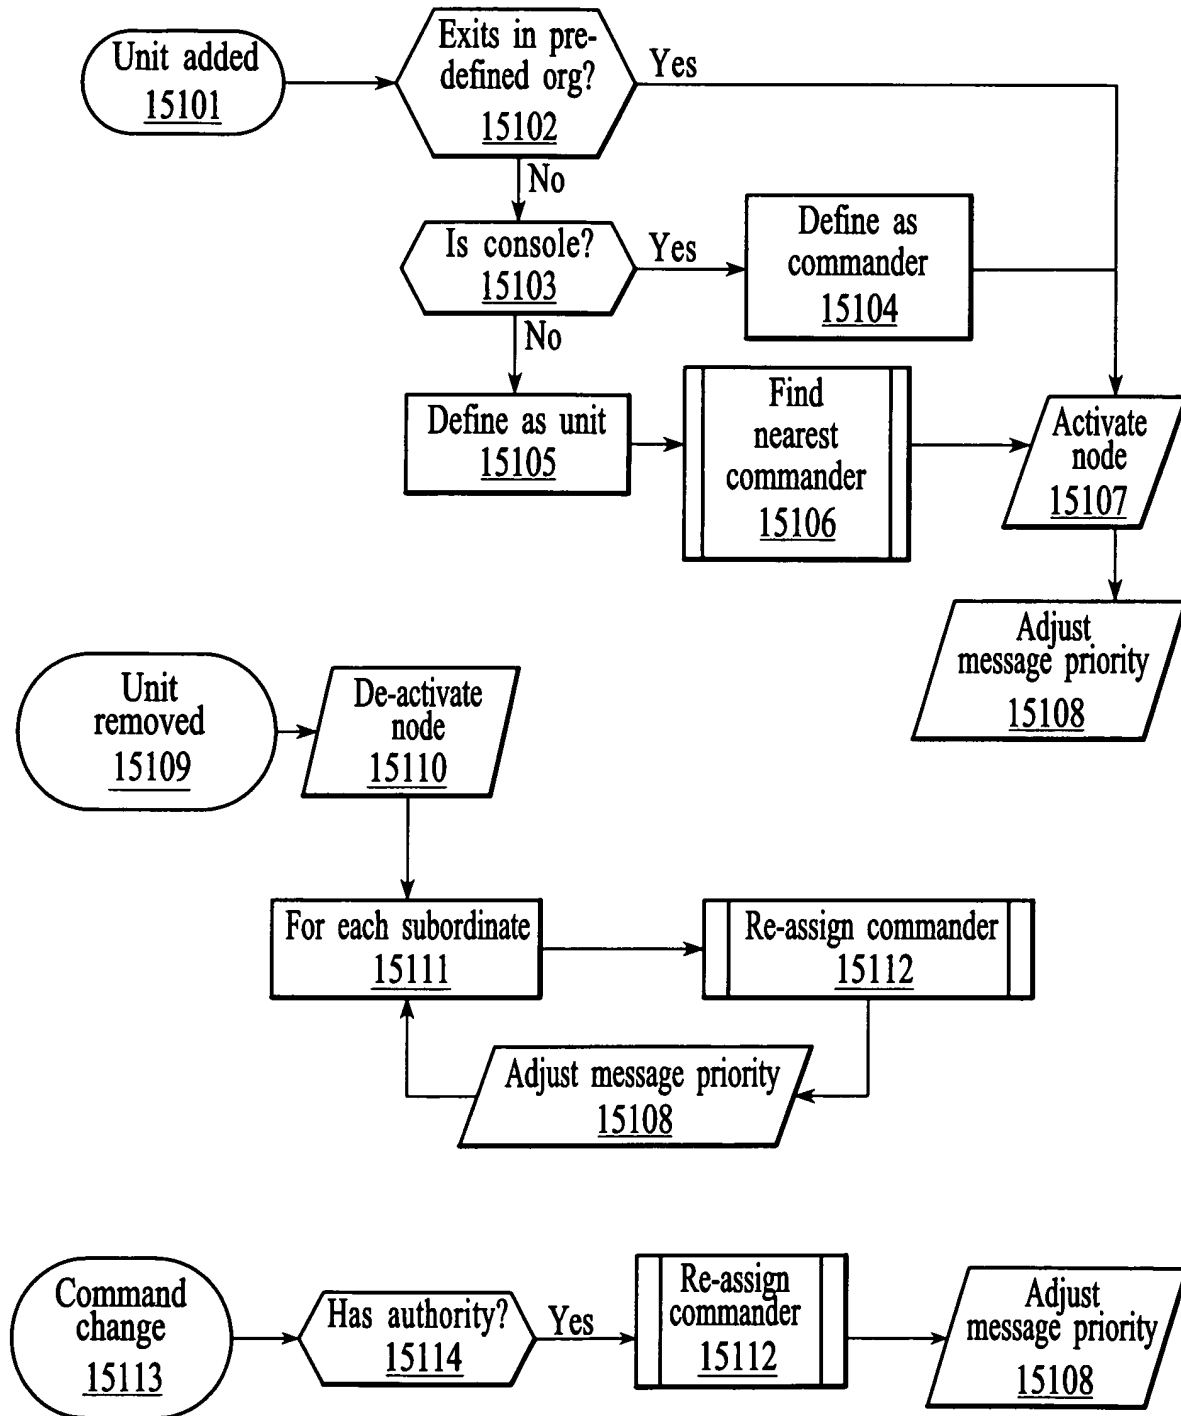 Unit added
15101
Exits in pre-
defined org?
15102
Yes
No
Is console?
15103
Yes
Define as
commander
15104
No
Define as unit
15105
Find
nearest
commander
15106
Activate
node
15107
Adjust
message priority
15108
Unit
removed
15109
De-activate
node
15110
For each subordinate
15111
Re-assign commander
15112
Adjust message priority
15108
Command
change
15113
Has authority?
15114
Yes
Re-assign
commander
15112
Adjust
message priority
15108